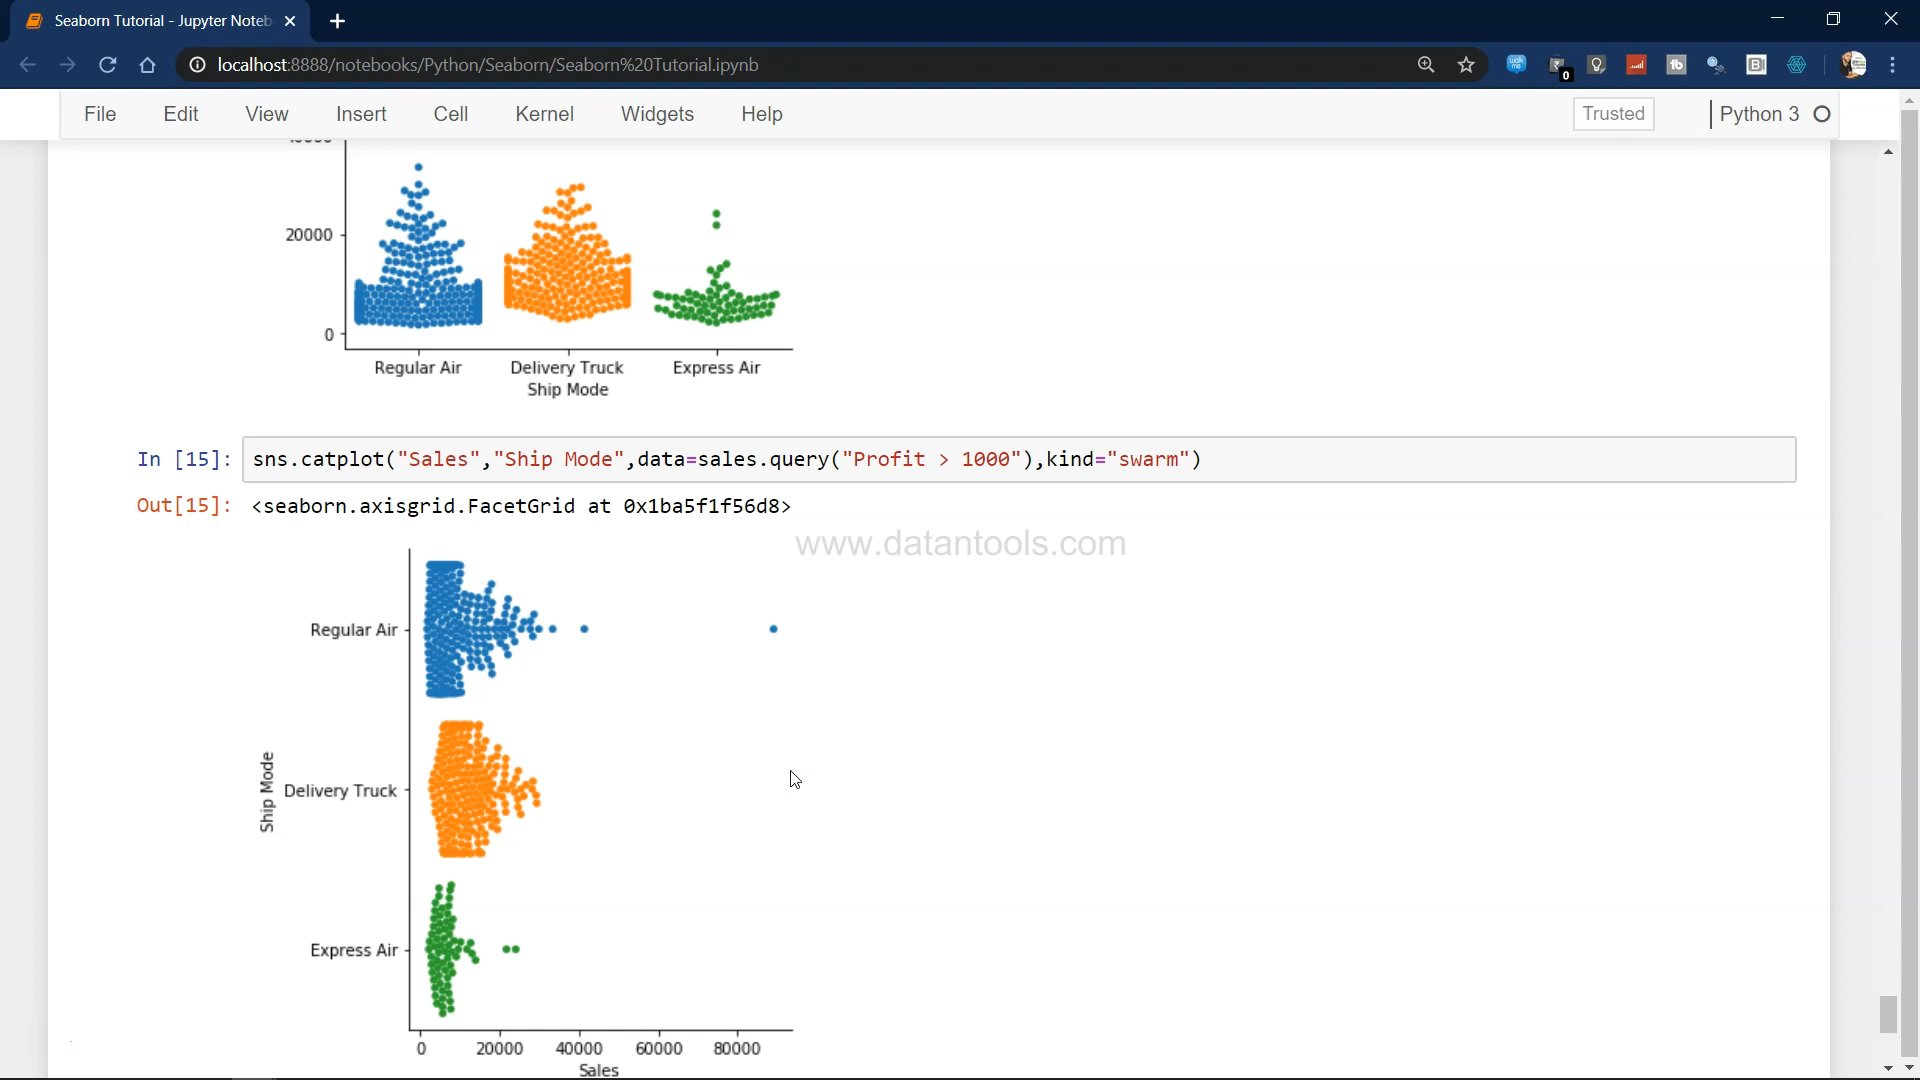 Seaborn Tutorial - Jupyter Noteb
localhost:8888/notebooks/Python/Seaborn/Seaborn%20Tutorial.ipynb
0
File Edit View Insert Cell Kernel Widgets Help Trusted Python 3
20000
0
Regular Air Delivery Truck Express Air
Ship Mode
In [15]: sns.catplot("Sales","Ship Mode",data=sales.query("Profit > 1000"),kind="swarm")
Out[15]: <seaborn.axisgrid.FacetGrid at 0x1ba5f1f56d8>
www.datantools.com
Regular Air
Ship Mode
Delivery Truck
Express Air
0 20000 40000 60000 80000
Sales